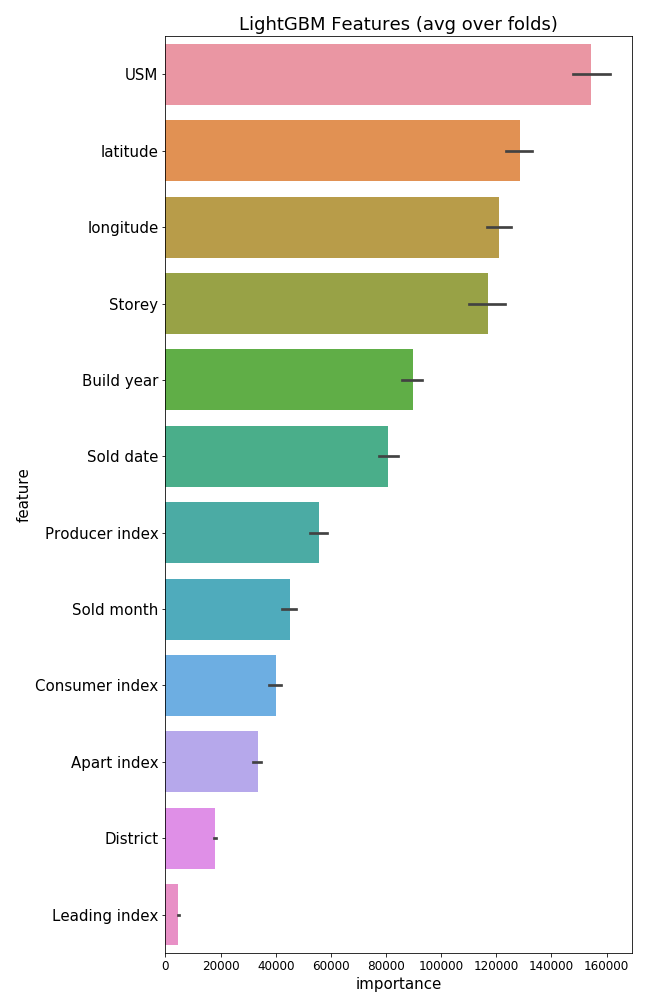 LightGBM Features (avg over folds)
USM
latitude
longitude
Storey
Build year
Sold date
feature
Producer index
Sold month
Consumer index
Apart index
District
Leading index
0 20000 40000 60000 80000 100000 120000 140000 160000
importance